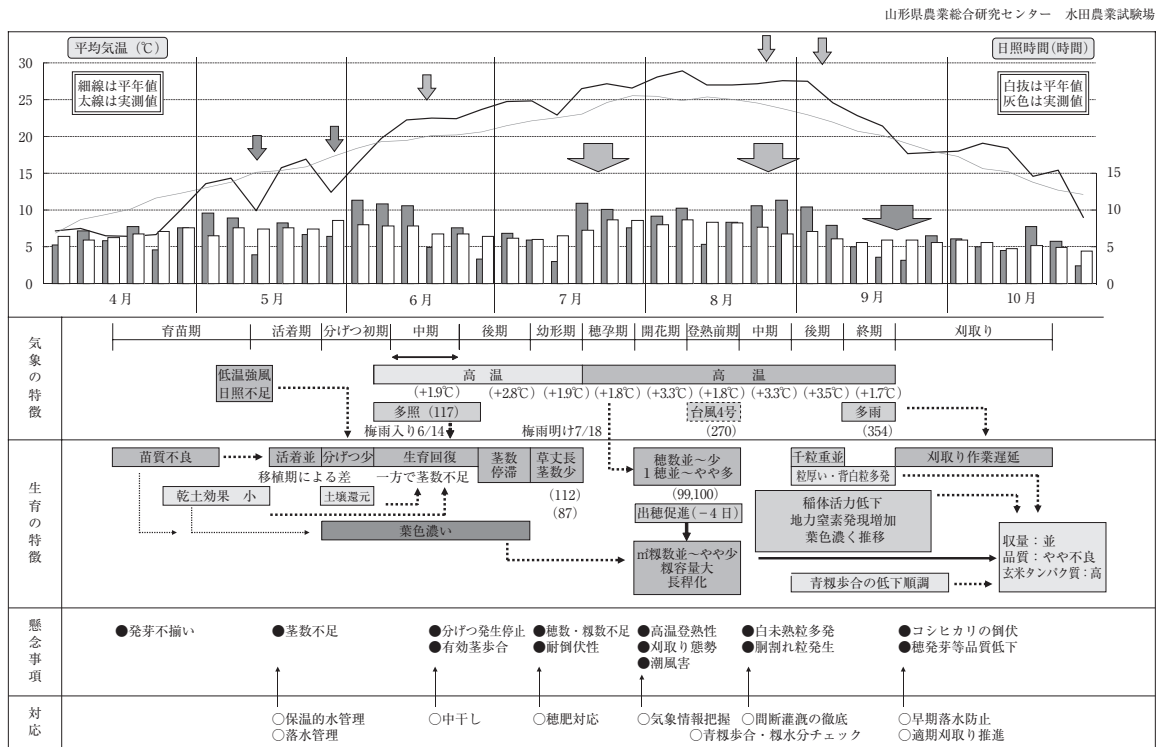 山形県農業総合研究センター　水田農業試験場
平均気温（℃）
日照時間(時間)
細線は平年値
太線は実測値
白抜は平年値
灰色は実測値
30
25
20
15
10
5
0
15
10
5
0
4月
5月
6月
7月
8月
9月
10月
気象の特徴
育苗期
活着期
分げつ初期
中期
後期
幼形期
穂孕期
開花期
登熟前期
中期
後期
終期
刈取り
低温強風
日照不足
高　温
高　温
(+1.9℃)
(+2.8℃)
(+1.9℃)
(+1.8℃)
(+3.3℃)
(+1.8℃)
(+3.3℃)
(+3.5℃)
(+1.7℃)
多照（117）
台風4号
多雨
梅雨入り6/14
梅雨明け7/18
(270)
(354)
生育の特徴
苗質不良
活着並
分げつ少
生育回復
茎数
停滞
草丈長
茎数少
穂数並～少
1穂並～やや多
千粒重並
刈取り作業遅延
移植期による差
一方で茎数不足
粒厚い・背白粒多発
乾土効果　小
土壌還元
(112)
(87)
(99,100)
出穂促進(－4日)
稲体活力低下
地力窒素発現増加
葉色濃く推移
葉色濃い
㎡籾数並～やや少
籾容量大
長稈化
収量：並
品質：やや不良
玄米タンパク質：高
青籾歩合の低下順調
懸念事項
●発芽不揃い
●茎数不足
●分げつ発生停止
●有効茎歩合
●穂数・籾数不足
●耐倒伏性
●高温登熟性
●刈取り態勢
●潮風害
●白未熟粒多発
●胴割れ粒発生
●コシヒカリの倒伏
●穂発芽等品質低下
対応
○保温的水管理
○落水管理
○中干し
○穂肥対応
○気象情報把握
○間断灌漑の徹底
○青籾歩合・籾水分チェック
○早期落水防止
○適期刈取り推進